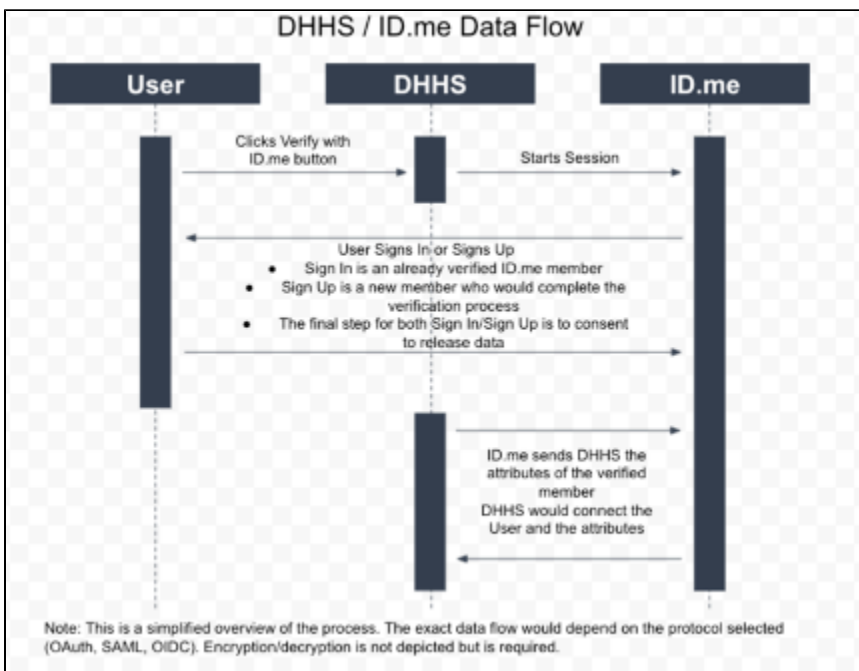 DHHS / ID.me Data Flow
User
DHHS
ID.me
Clicks Verify with
ID.me button
Starts Session
User Signs In or Signs Up
● Sign In is an already verified ID.me member
● Sign Up is a new member who would complete the
verification process
● The final step for both Sign In/Sign Up is to consent
to release data
ID.me sends DHHS the
attributes of the verified
member
DHHS would connect the
User and the attributes
Note: This is a simplified overview of the process. The exact data flow would depend on the protocol selected
(OAuth, SAML, OIDC). Encryption/decryption is not depicted but is required.